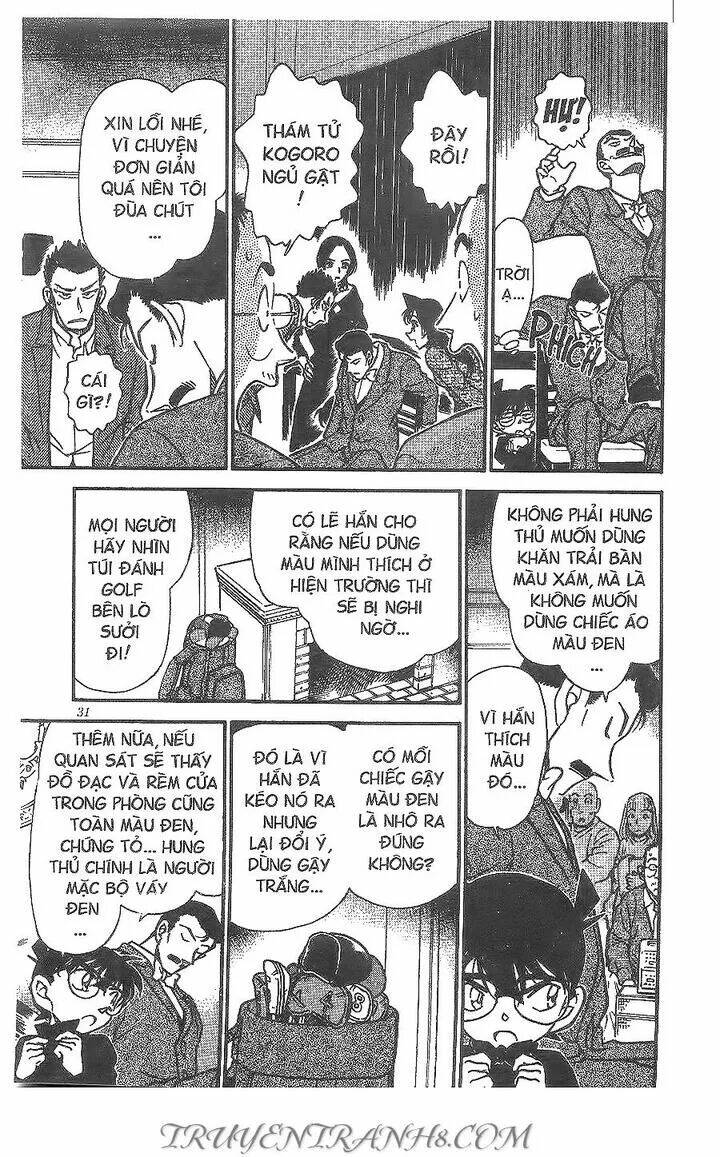 HỰ!
TRỜI
Ạ...
PHỊCH
ĐÂY
RỒI!
THÁM TỬ
KOGORO
NGỦ GẬT
!
XIN LỖI NHÉ,
VÌ CHUYỆN
ĐƠN GIẢN
QUÁ NÊN TÔI
ĐÙA CHÚT
...
CÁI
GÌ?!
KHÔNG PHẢI HUNG
THỦ MUỐN DÙNG
KHĂN TRẢI BÀN
MÀU XÁM, MÀ LÀ
KHÔNG MUỐN
DÙNG CHIẾC ÁO
MÀU ĐEN
...
VÌ HẮN
THÍCH
MÀU
ĐÓ...
CÓ LẼ HẮN CHO
RẰNG NẾU DÙNG
MÀU MÌNH THÍCH Ở
HIỆN TRƯỜNG THÌ
SẼ BỊ NGHI
NGỜ...
MỌI NGƯỜI
HÃY NHÌN
TÚI ĐÁNH
GOLF
BÊN LÒ
SƯỞI
ĐI!
31
CÓ MỖI
CHIẾC GẬY
MÀU ĐEN
LÀ NHÔ RA
ĐÚNG
KHÔNG?
ĐÓ LÀ VÌ
HẮN ĐÃ
KÉO NÓ RA
NHƯNG
LẠI ĐỔI Ý,
DÙNG GẬY
TRẮNG...
THÊM NỮA, NẾU
QUAN SÁT SẼ THẤY
ĐỒ ĐẠC VÀ RÈM CỬA
TRONG PHÒNG CŨNG
TOÀN MÀU ĐEN,
CHỨNG TỎ... HUNG
THỦ CHÍNH LÀ NGƯỜI
MẶC BỘ VÁY
ĐEN
...
TRUYENTRANH8.COM